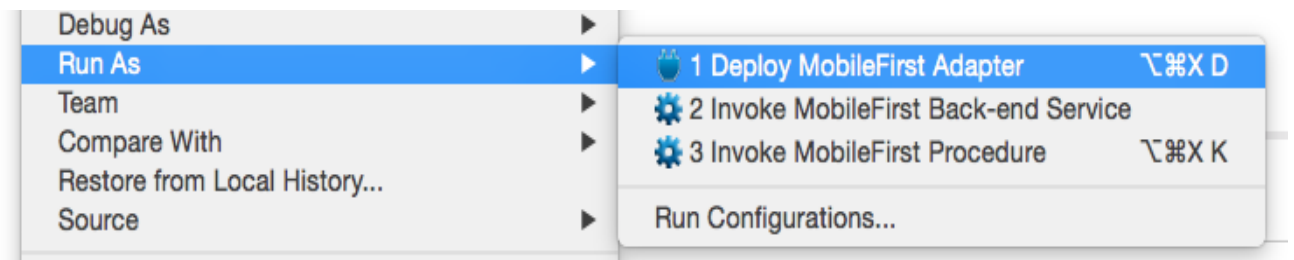 Debug As
Run As
Team
Compare With
Restore from Local History...
Source
1 Deploy MobileFirst Adapter ⌥⌘X D
2 Invoke MobileFirst Back-end Service
3 Invoke MobileFirst Procedure ⌥⌘X K
Run Configurations...